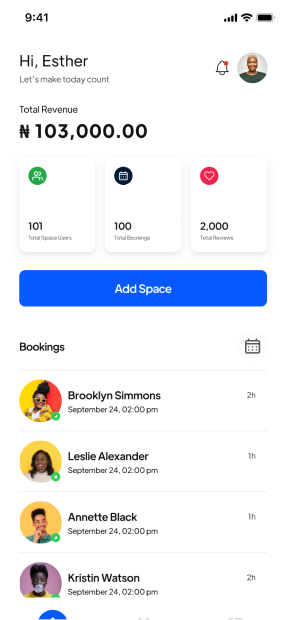 9:41
Hi, Esther
Let's make today count
Total Revenue
₦ 103,000.00
101
Total Space Users
100
Total Bookings
2,000
Total Reviews
Add Space
Bookings
Brooklyn Simmons
2h
September 24, 02:00 pm
Leslie Alexander
1h
September 24, 02:00 pm
Annette Black
1h
September 24, 02:00 pm
Kristin Watson
2h
September 24, 02:00 pm